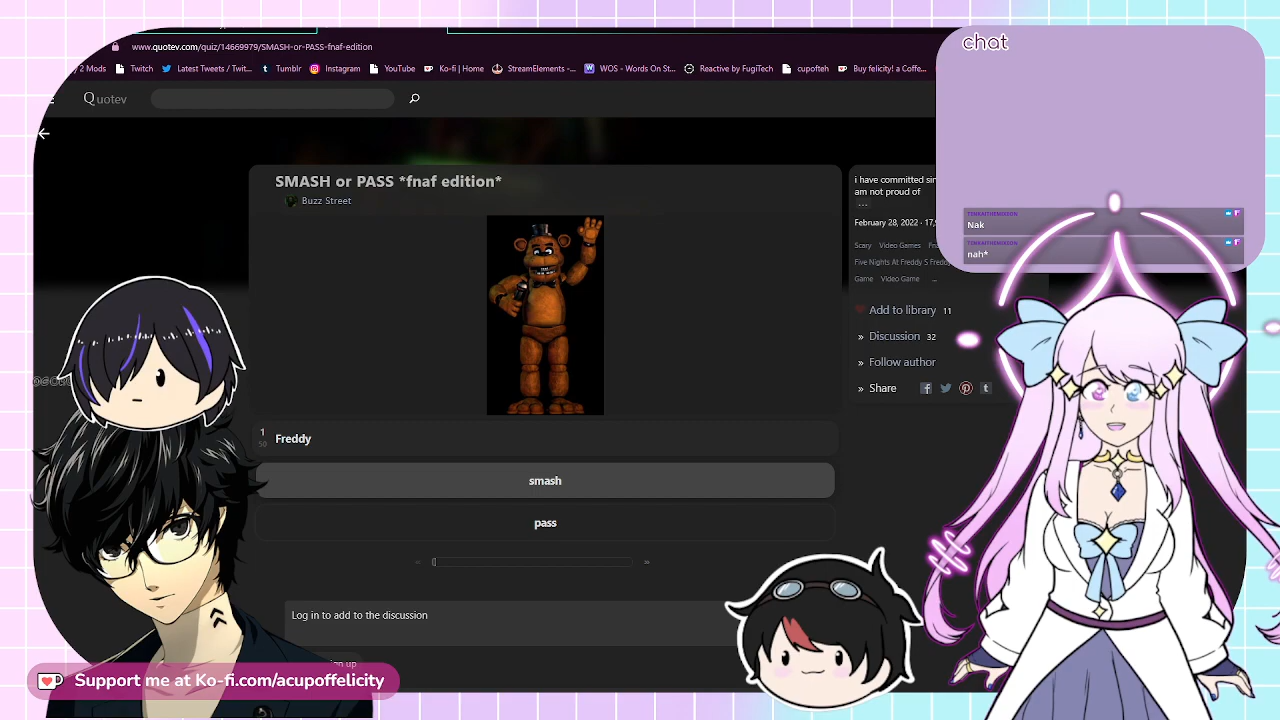 www.quotev.com/quiz/14669979/SMASH-or-PASS-fnaf-edition
2 Mods
Twitch
Latest Tweets / Twit...
Tumblr
Instagram
YouTube
Ko-fi | Home
StreamElements -...
WOS - Words On St...
Reactive by FugiTech
cupofteh
Buy felicity! a Coffe...
Quotev
SMASH or PASS *fnaf edition*
Buzz Street
1
50
Freddy
smash
pass
Log in to add to the discussion
i have committed sin
am not proud of
...
February 28, 2022
Scary
Video Games
Five Nights At Freddy S
Game
Video Game
...
Add to library 11
» Discussion 32
» Follow author
» Share
chat
Nak
nah*
Support me at Ko-fi.com/acupoffelicity